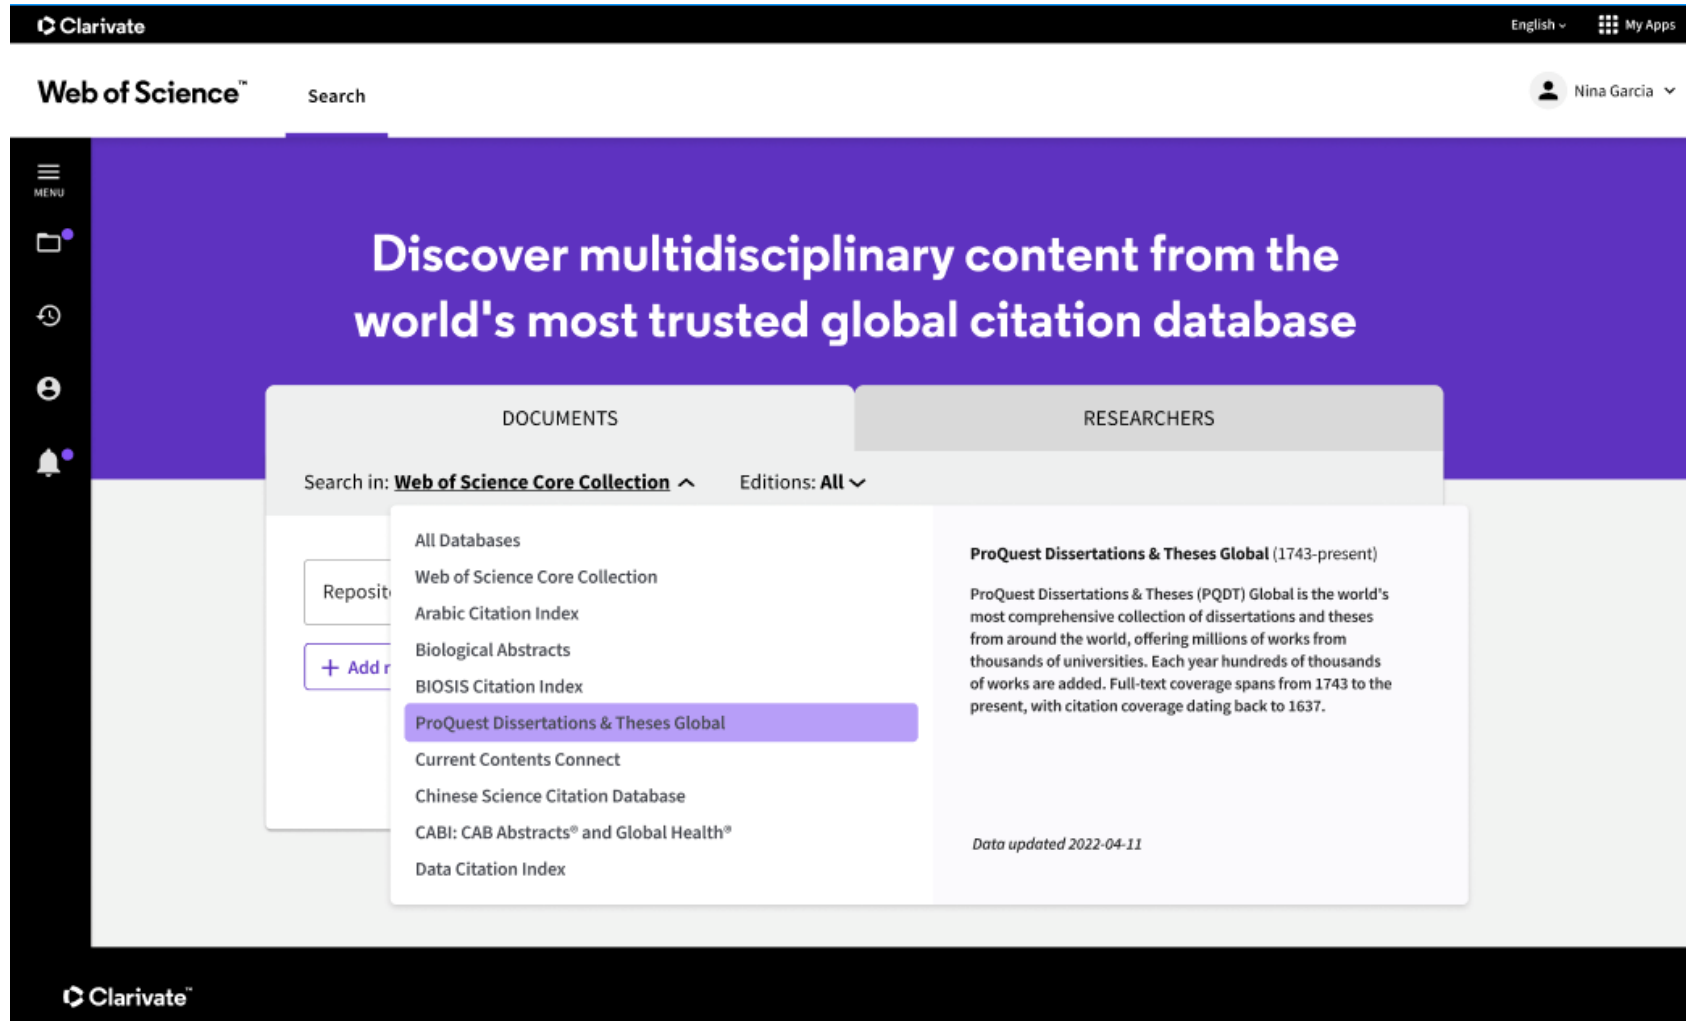 Clarivate
English
My Apps
Web of Science™
Search
Nina Garcia
MENU
Discover multidisciplinary content from the
world's most trusted global citation database
DOCUMENTS
RESEARCHERS
Search in: Web of Science Core Collection
Editions: All
All Databases
Web of Science Core Collection
Arabic Citation Index
Biological Abstracts
BIOSIS Citation Index
ProQuest Dissertations & Theses Global
Current Contents Connect
Chinese Science Citation Database
CABI: CAB Abstracts® and Global Health®
Data Citation Index
Reposit
+ Add
ProQuest Dissertations & Theses Global (1743-present)
ProQuest Dissertations & Theses (PQDT) Global is the world's
most comprehensive collection of dissertations and theses
from around the world, offering millions of works from
thousands of universities. Each year hundreds of thousands
of works are added. Full-text coverage spans from 1743 to the
present, with citation coverage dating back to 1637.
Data updated 2022-04-11
Clarivate™